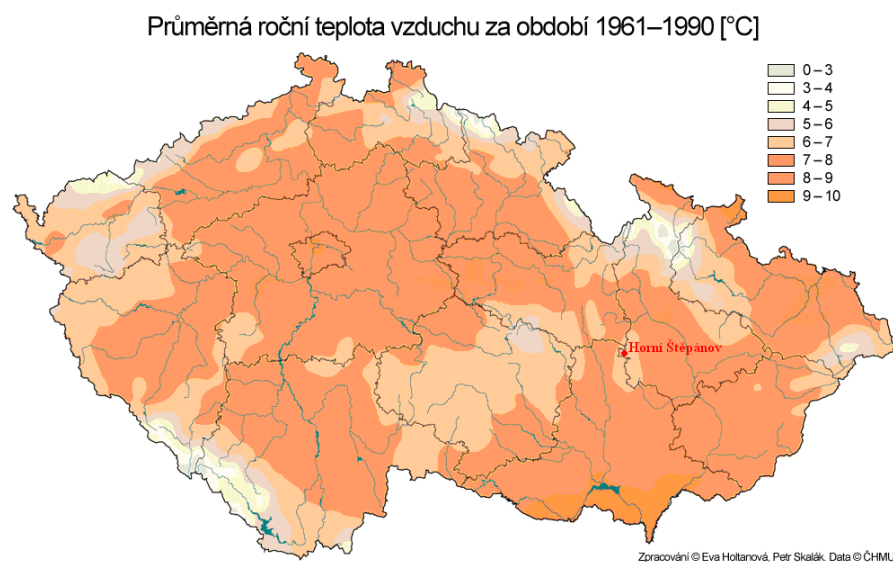 Průměrná roční teplota vzduchu za období 1961–1990 [°C]
0 – 3
3 – 4
4 – 5
5 – 6
6 – 7
7 – 8
8 – 9
9 – 10
Horní Štěpánov
Zpracování © Eva Holtanová, Petr Skalák. Data © ČHMÚ